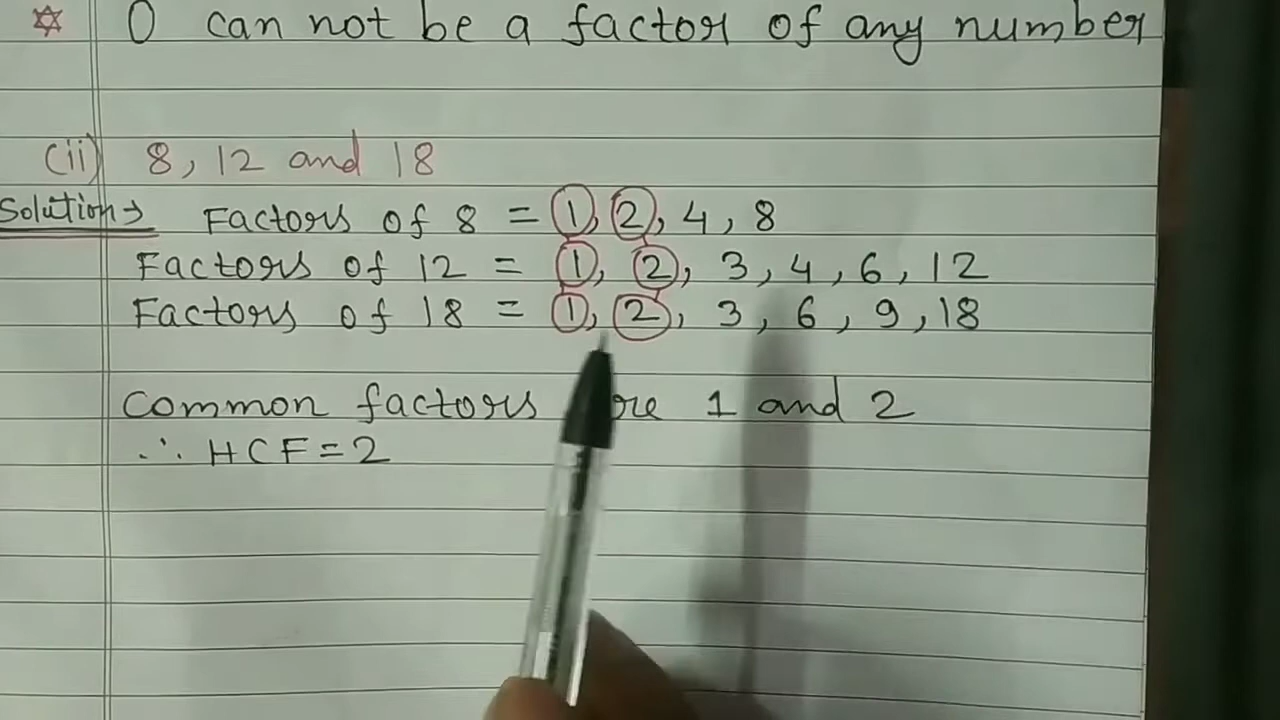 ☆ 0 can not be a factor of any number
(ii) 8, 12 and 18
Solution→ Factors of 8 = 1, 2, 4, 8
Factors of 12 = 1, 2, 3, 4, 6, 12
Factors of 18 = 1, 2, 3, 6, 9, 18
Common factors are 1 and 2
∴ HCF=2